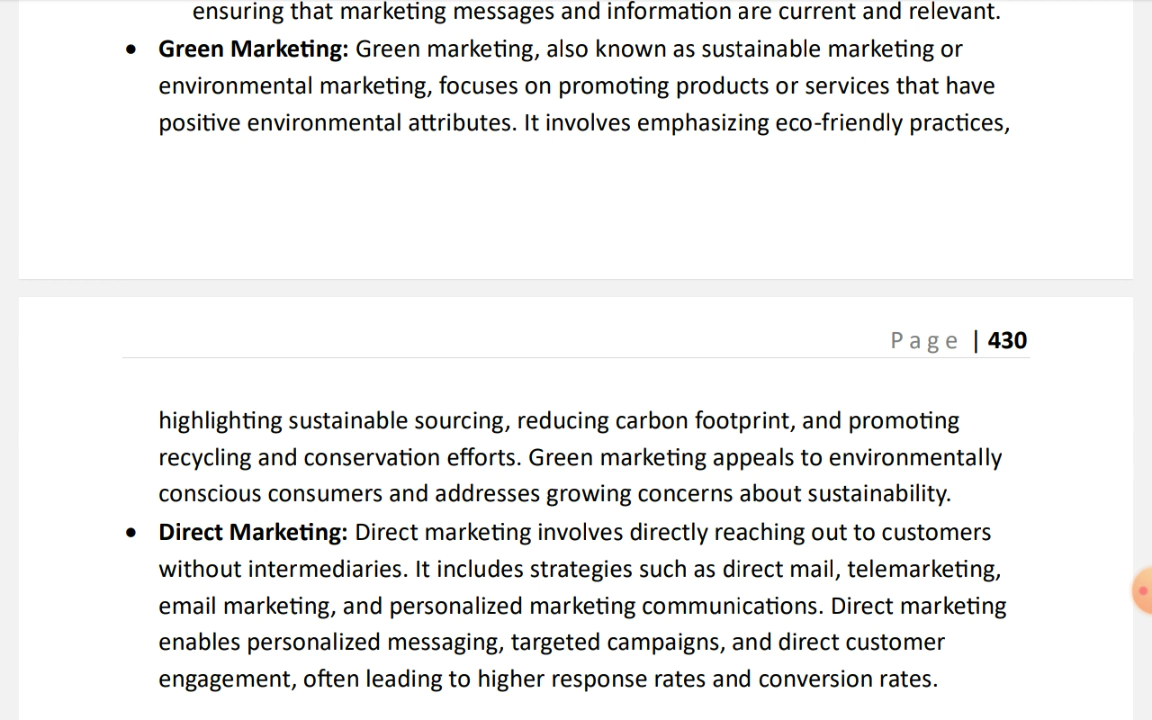 ensuring that marketing messages and information are current and relevant.
• Green Marketing: Green marketing, also known as sustainable marketing or
environmental marketing, focuses on promoting products or services that have
positive environmental attributes. It involves emphasizing eco-friendly practices,
Page | 430
highlighting sustainable sourcing, reducing carbon footprint, and promoting
recycling and conservation efforts. Green marketing appeals to environmentally
conscious consumers and addresses growing concerns about sustainability.
• Direct Marketing: Direct marketing involves directly reaching out to customers
without intermediaries. It includes strategies such as direct mail, telemarketing,
email marketing, and personalized marketing communications. Direct marketing
enables personalized messaging, targeted campaigns, and direct customer
engagement, often leading to higher response rates and conversion rates.